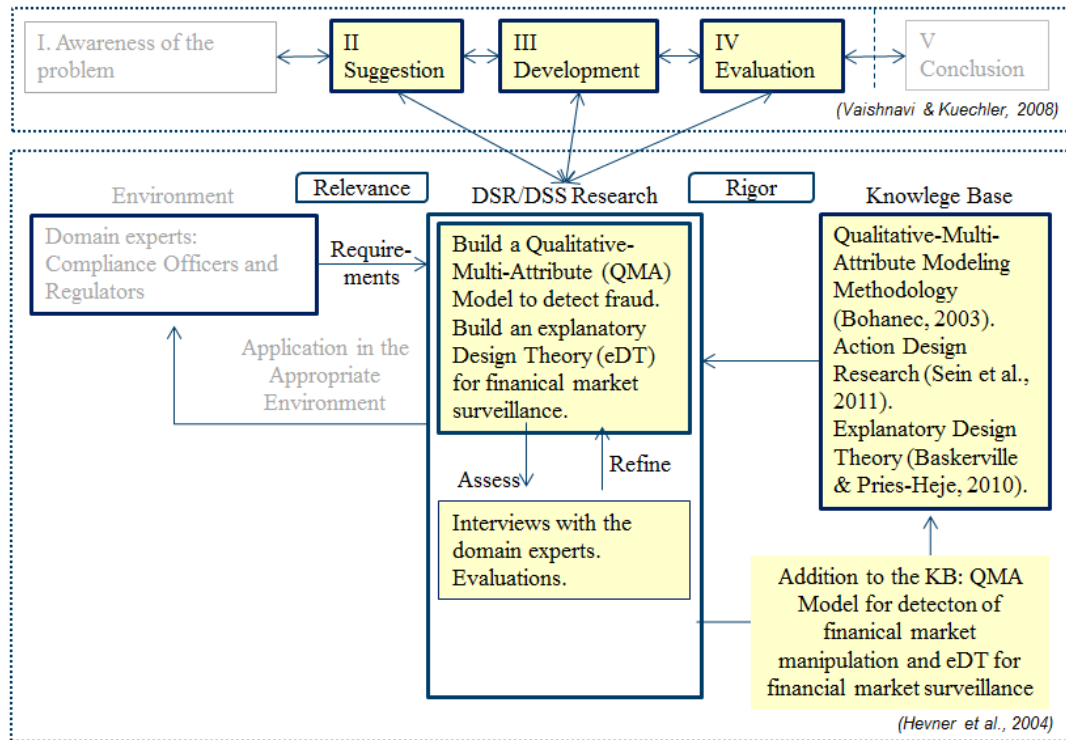 I. Awareness of the
problem
II
Suggestion
III
Development
IV
Evaluation
V
Conclusion
(Vaishnavi & Kuechler, 2008)
Environment
Relevance
DSR/DSS Research
Rigor
Knowlege Base
Domain experts:
Compliance Officers and
Regulators
Require-
ments
Build a Qualitative-
Multi-Attribute (QMA)
Model to detect fraud.
Build an explanatory
Design Theory (eDT)
for finanical market
surveillance.
Qualitative-Multi-
Attribute Modeling
Methodology
(Bohanec, 2003).
Action Design
Research (Sein et al.,
2011).
Explanatory Design
Theory (Baskerville
& Pries-Heje, 2010).
Application in the
Appropriate
Environment
Assess
Refine
Interviews with the
domain experts.
Evaluations.
Addition to the KB: QMA
Model for detecton of
finanical market
manipulation and eDT for
financial market surveillance
(Hevner et al., 2004)